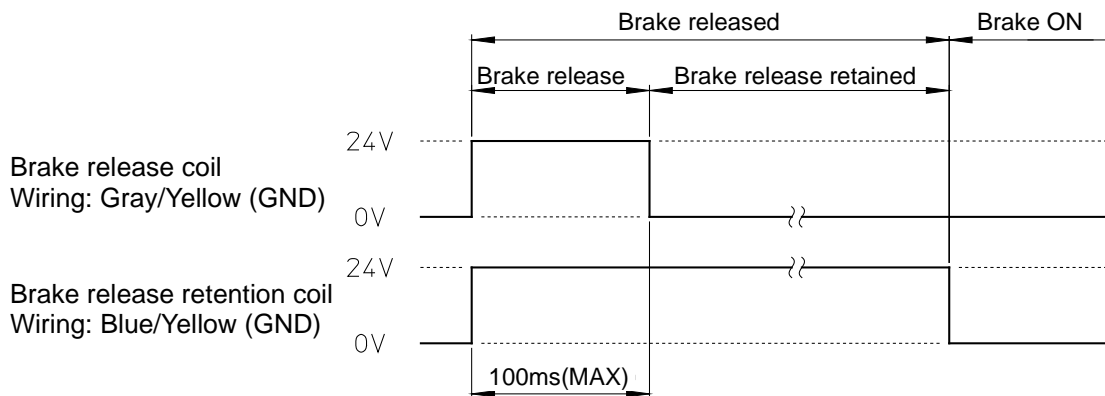 Brake released
Brake ON
Brake release
Brake release retained
24V
Brake release coil
Wiring: Gray/Yellow (GND)
0V
24V
Brake release retention coil
Wiring: Blue/Yellow (GND)
0V
100ms(MAX)